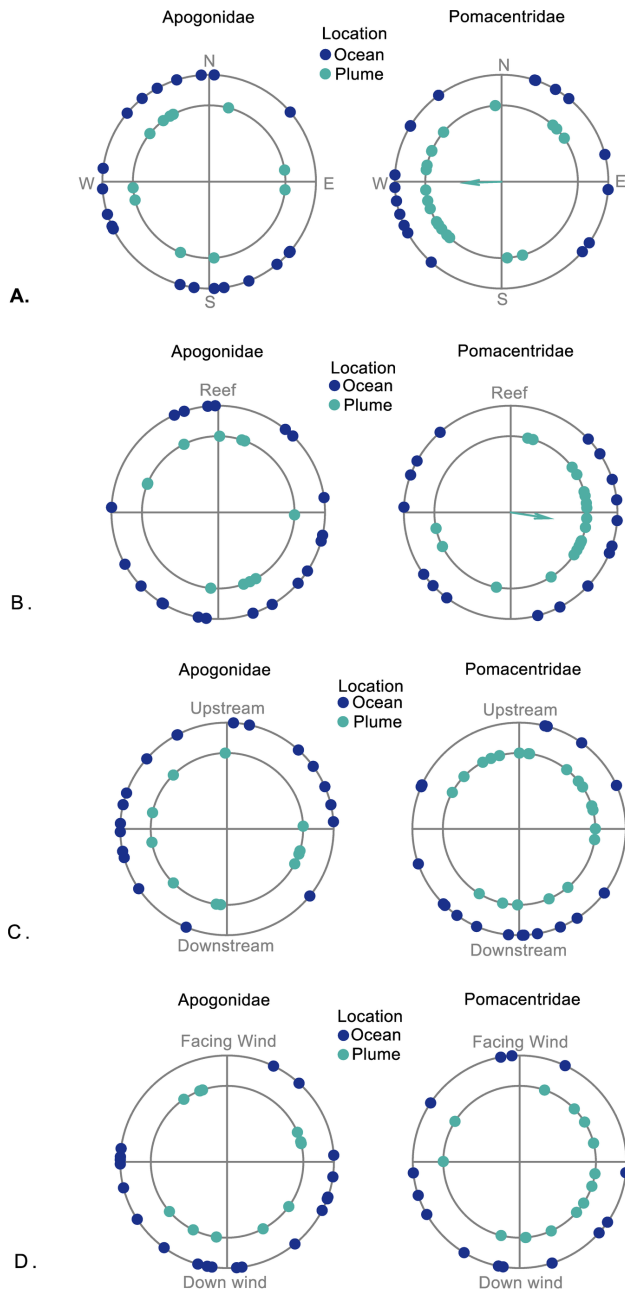 Apogonidae
Pomacentridae
Location
Ocean
Plume
N
W
E
S
N
W
E
S
A.
Apogonidae
Pomacentridae
Location
Ocean
Plume
Reef
Reef
B.
Apogonidae
Pomacentridae
Location
Ocean
Plume
Upstream
Upstream
Downstream
Downstream
C.
Apogonidae
Pomacentridae
Location
Ocean
Plume
Facing Wind
Facing Wind
Down wind
Down wind
D.